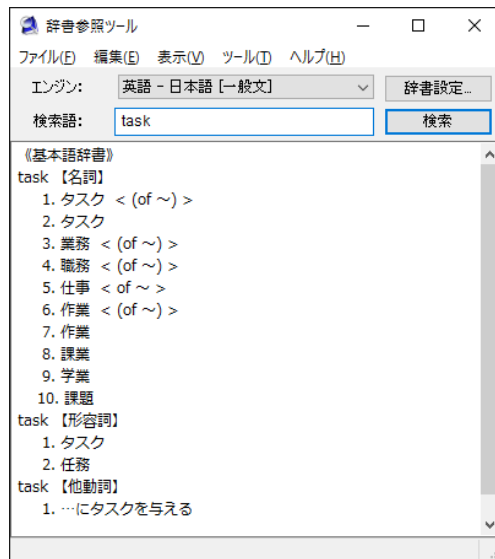 辞書参照ツール
ファイル(F) 編集(E) 表示(V) ツール(T) ヘルプ(H)
エンジン: 英語 - 日本語 [一般文] 辞書設定...
検索語: task 検索
《基本語辞書》
task 【名詞】
1. タスク < (of ～) >
2. タスク
3. 業務 < (of ～) >
4. 職務 < (of ～) >
5. 仕事 < of ～ >
6. 作業 < (of ～) >
7. 作業
8. 課業
9. 学業
10. 課題
task 【形容詞】
1. タスク
2. 任務
task 【他動詞】
1. …にタスクを与える